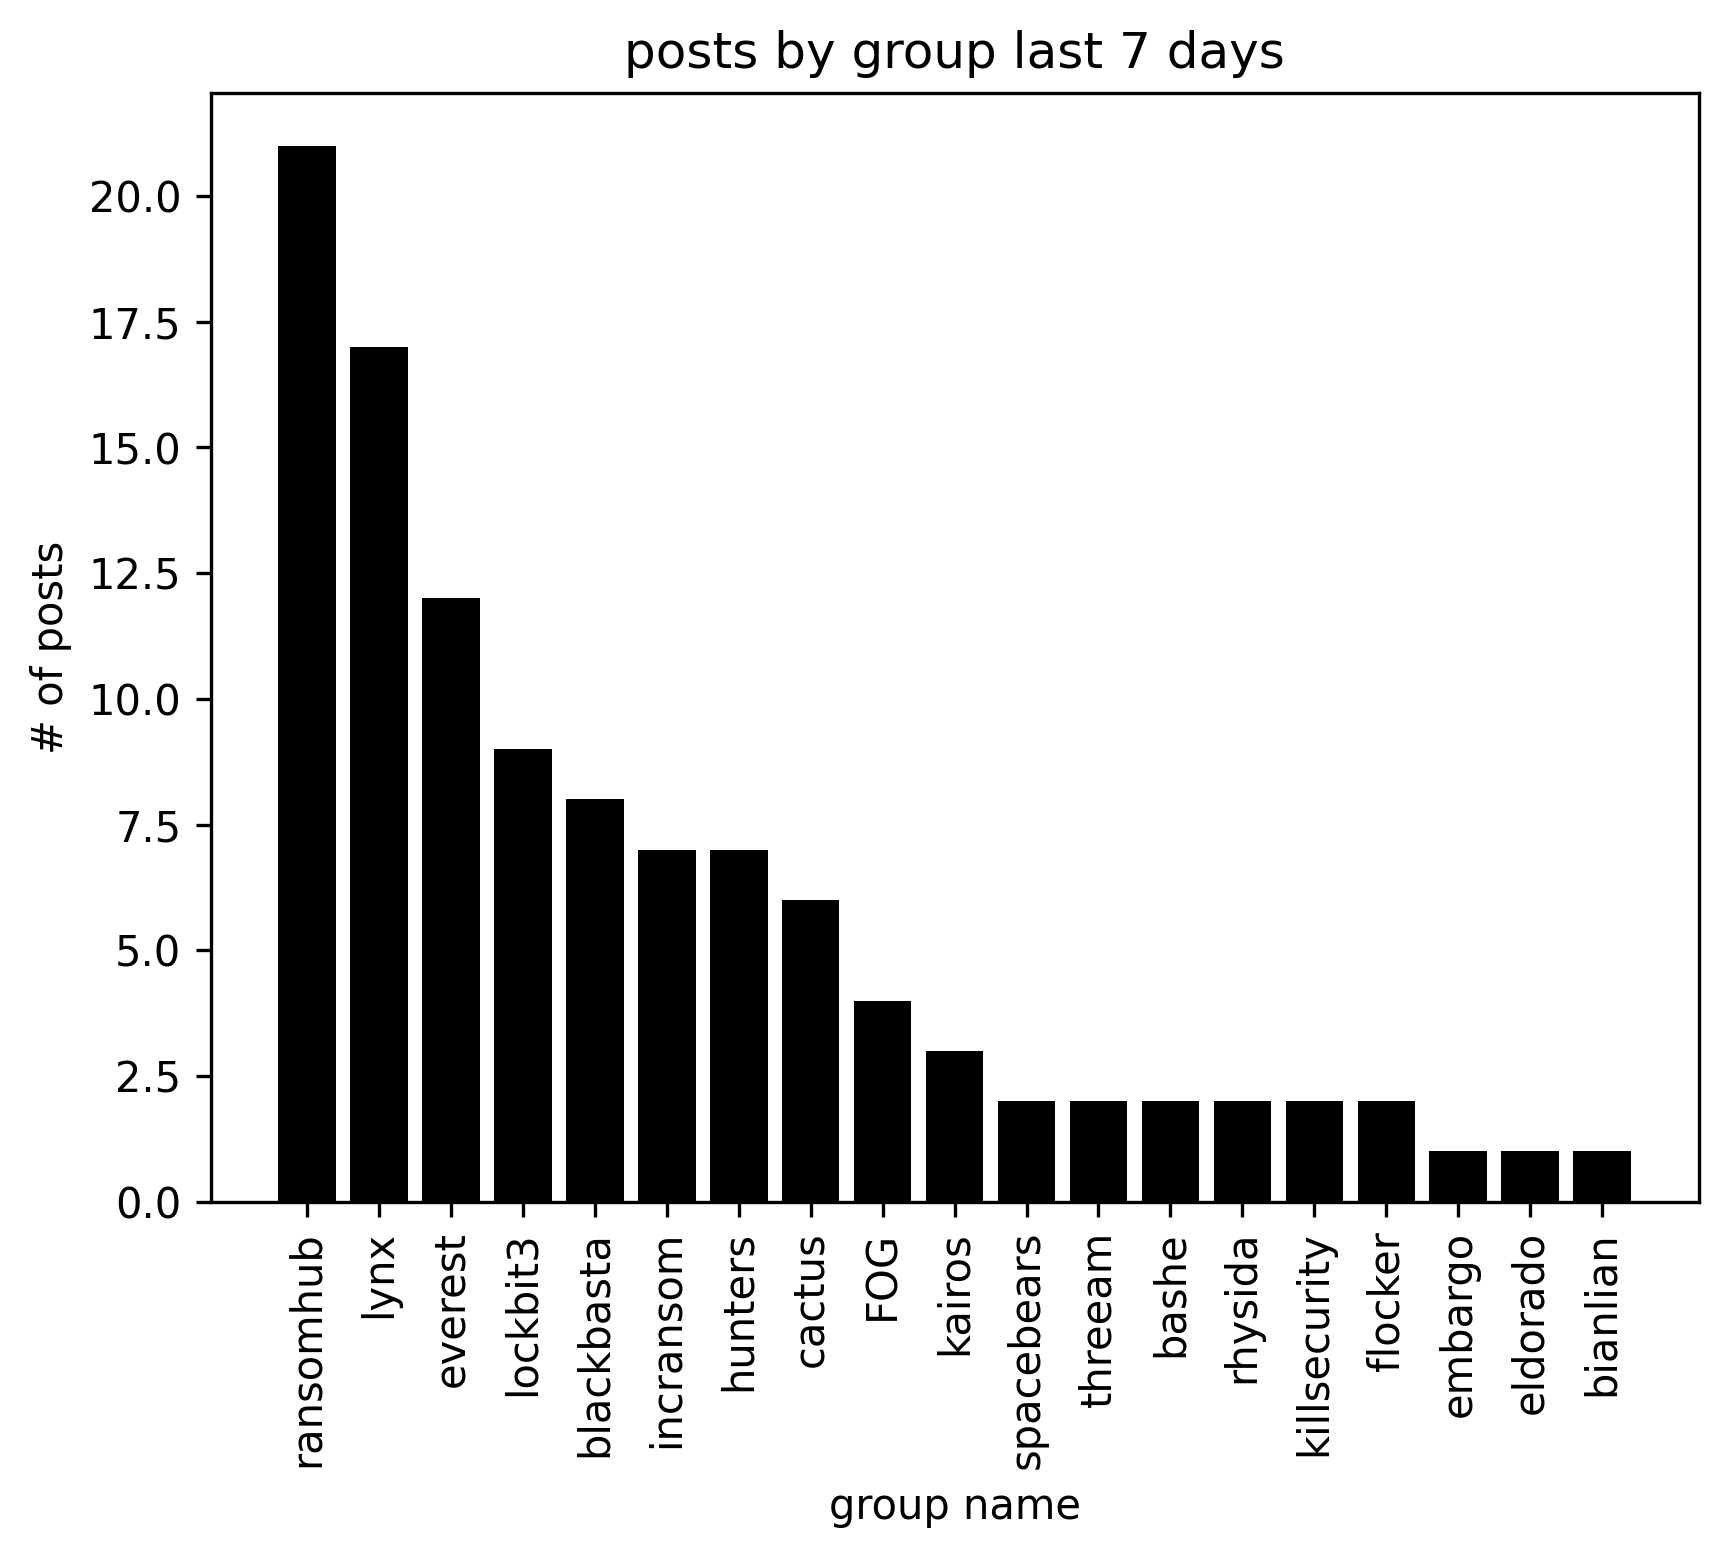 posts by group last 7 days
# of posts
20.0
17.5
15.0
12.5
10.0
7.5
5.0
2.5
0.0
ransomhub
lynx
everest
lockbit3
blackbasta
incransom
hunters
cactus
FOG
kairos
spacebears
threeam
bashe
rhysida
killsecurity
flocker
embargo
eldorado
bianlian
group name